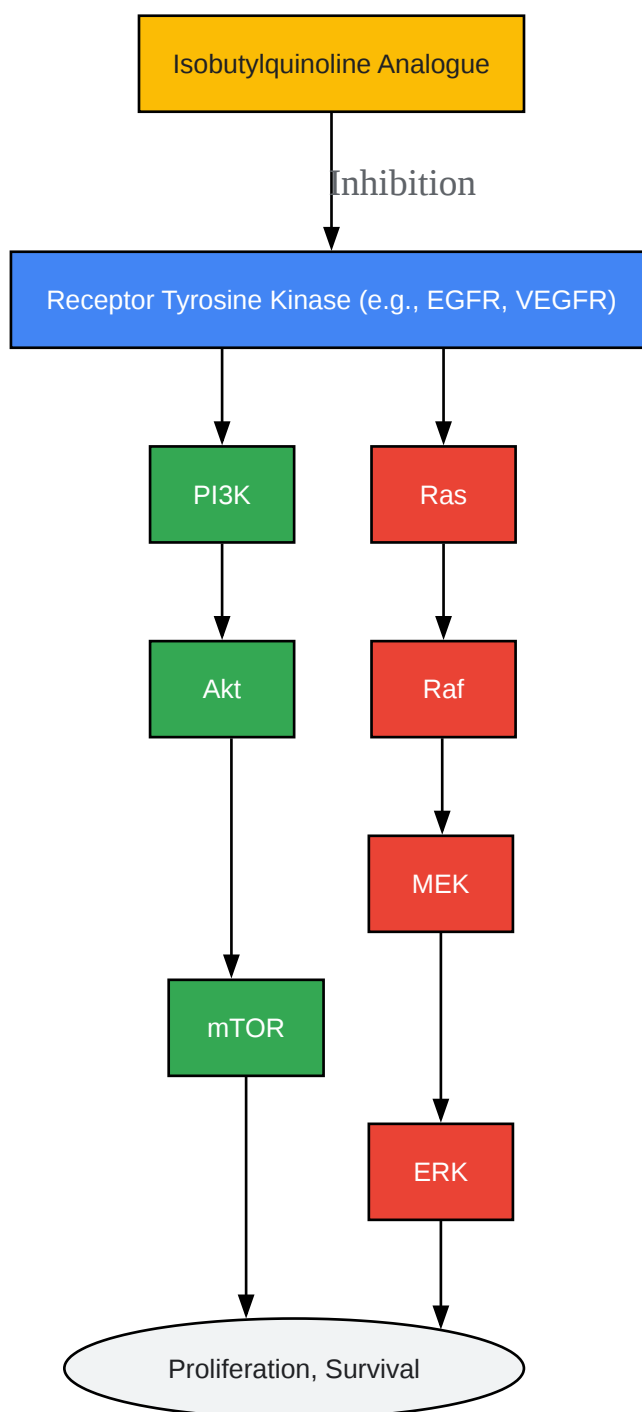 Isobutylquinoline Analogue
Inhibition
Receptor Tyrosine Kinase (e.g., EGFR, VEGFR)
PI3K
Ras
Akt
Raf
MEK
mTOR
ERK
Proliferation, Survival